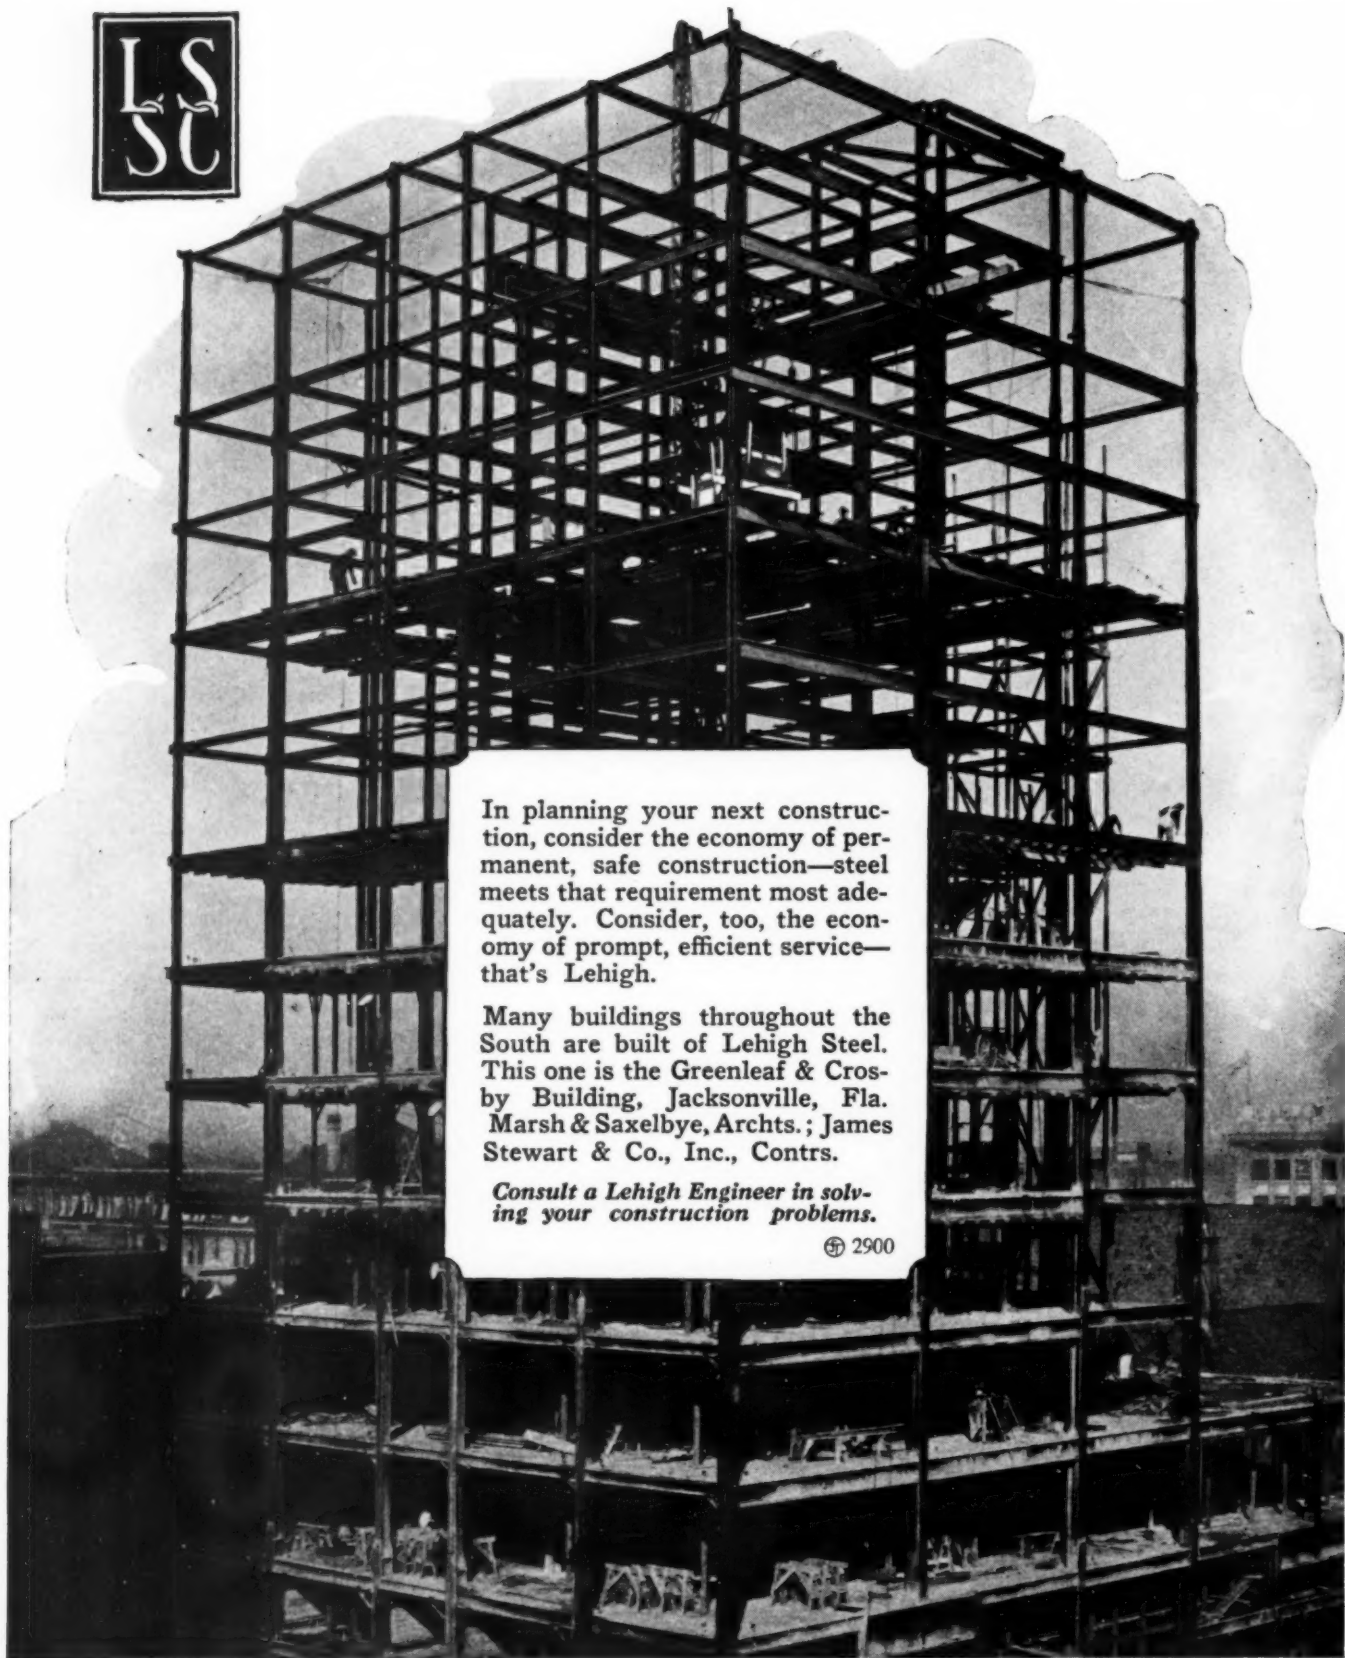 LS
SC
In planning your next construc-
tion, consider the economy of per-
manent, safe construction—steel
meets that requirement most ade-
quately. Consider, too, the econ-
omy of prompt, efficient service—
that's Lehigh.
Many buildings throughout the
South are built of Lehigh Steel.
This one is the Greenleaf & Cros-
by Building, Jacksonville, Fla.
Marsh & Saxelbye, Archts.; James
Stewart & Co., Inc., Contrs.
Consult a Lehigh Engineer in solv-
ing your construction problems.
2900